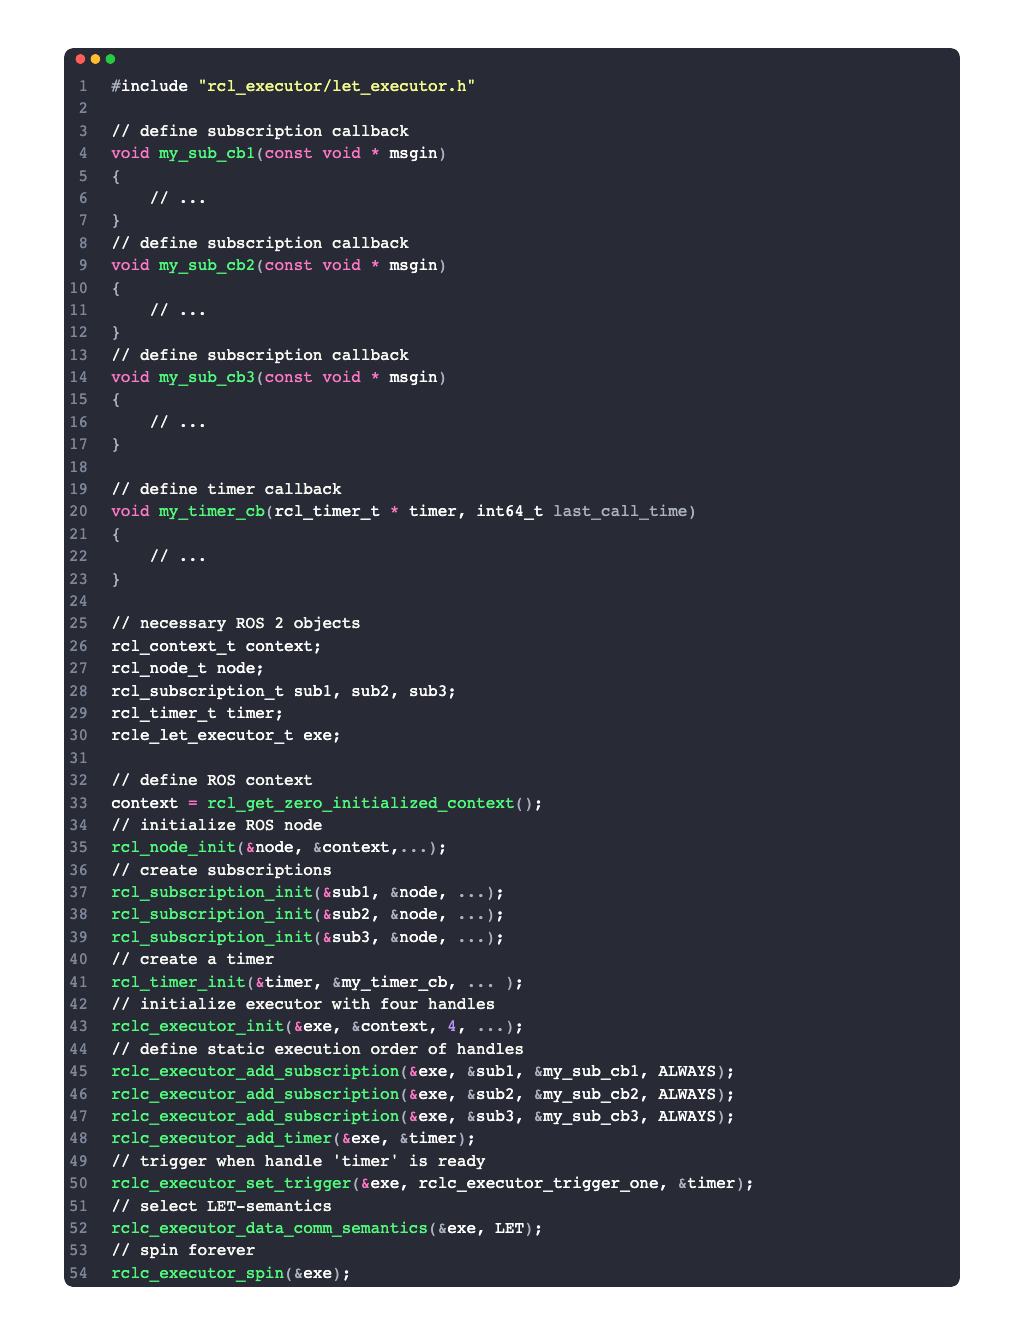 1 #include "rcl_executor/let_executor.h"
2
3 // define subscription callback
4 void my_sub_cb1(const void * msgin)
5 {
6     // ...
7 }
8 // define subscription callback
9 void my_sub_cb2(const void * msgin)
10 {
11     // ...
12 }
13 // define subscription callback
14 void my_sub_cb3(const void * msgin)
15 {
16     // ...
17 }
18
19 // define timer callback
20 void my_timer_cb(rcl_timer_t * timer, int64_t last_call_time)
21 {
22     // ...
23 }
24
25 // necessary ROS 2 objects
26 rcl_context_t context;
27 rcl_node_t node;
28 rcl_subscription_t sub1, sub2, sub3;
29 rcl_timer_t timer;
30 rcle_let_executor_t exe;
31
32 // define ROS context
33 context = rcl_get_zero_initialized_context();
34 // initialize ROS node
35 rcl_node_init(&node, &context,...);
36 // create subscriptions
37 rcl_subscription_init(&sub1, &node, ...);
38 rcl_subscription_init(&sub2, &node, ...);
39 rcl_subscription_init(&sub3, &node, ...);
40 // create a timer
41 rcl_timer_init(&timer, &my_timer_cb, ... );
42 // initialize executor with four handles
43 rclc_executor_init(&exe, &context, 4, ...);
44 // define static execution order of handles
45 rclc_executor_add_subscription(&exe, &sub1, &my_sub_cb1, ALWAYS);
46 rclc_executor_add_subscription(&exe, &sub2, &my_sub_cb2, ALWAYS);
47 rclc_executor_add_subscription(&exe, &sub3, &my_sub_cb3, ALWAYS);
48 rclc_executor_add_timer(&exe, &timer);
49 // trigger when handle 'timer' is ready
50 rclc_executor_set_trigger(&exe, rclc_executor_trigger_one, &timer);
51 // select LET-semantics
52 rclc_executor_data_comm_semantics(&exe, LET);
53 // spin forever
54 rclc_executor_spin(&exe);